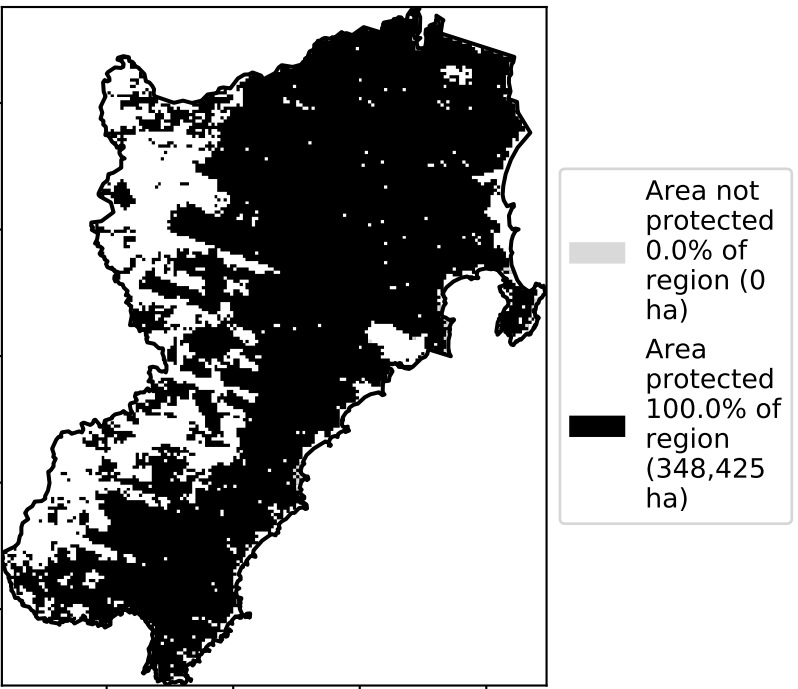 Area not
protected
0.0% of
region (0
ha)
Area
protected
100.0% of
region
(348,425
ha)